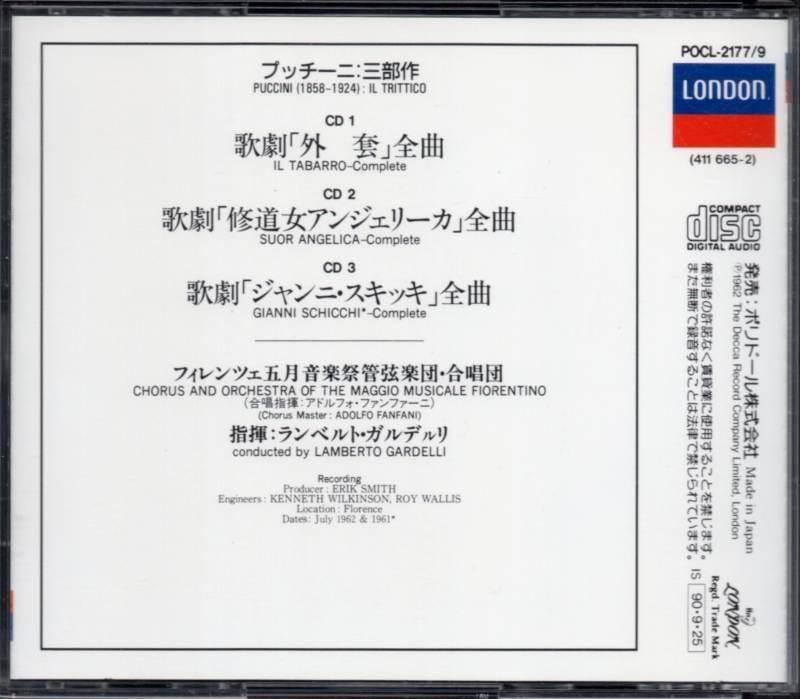 プッチーニ:三部作
PUCCINI (1858-1924) : IL TRITTICO
CD 1
歌劇「外　套」全曲
IL TABARRO-Complete
CD 2
歌劇「修道女アンジェリーカ」全曲
SUOR ANGELICA-Complete
CD 3
歌劇「ジャンニ・スキッキ」全曲
GIANNI SCHICCHI*-Complete
フィレンツェ五月音楽祭管弦楽団・合唱団
CHORUS AND ORCHESTRA OF THE MAGGIO MUSICALE FIORENTINO
(合唱指揮:アドルフォ・ファンファーニ)
(Chorus Master : ADOLFO FANFANI)
指揮:ランベルト・ガルデルリ
conducted by LAMBERTO GARDELLI
Recording
Producer : ERIK SMITH
Engineers : KENNETH WILKINSON, ROY WALLIS
Location : Florence
Dates: July 1962 & 1961*
POCL-2177/9
LONDON
(411 665-2)
COMPACT
disc
DIGITAL AUDIO
発売:ポリドール株式会社 Made in Japan
℗1962 The Decca Record Company Limited, London
権利者の許諾なく賃貸業に使用することを禁じます。
また無断で録音することは法律で禁じられています。
LONDON
Regd. Trade Mark
IS 90・9・25